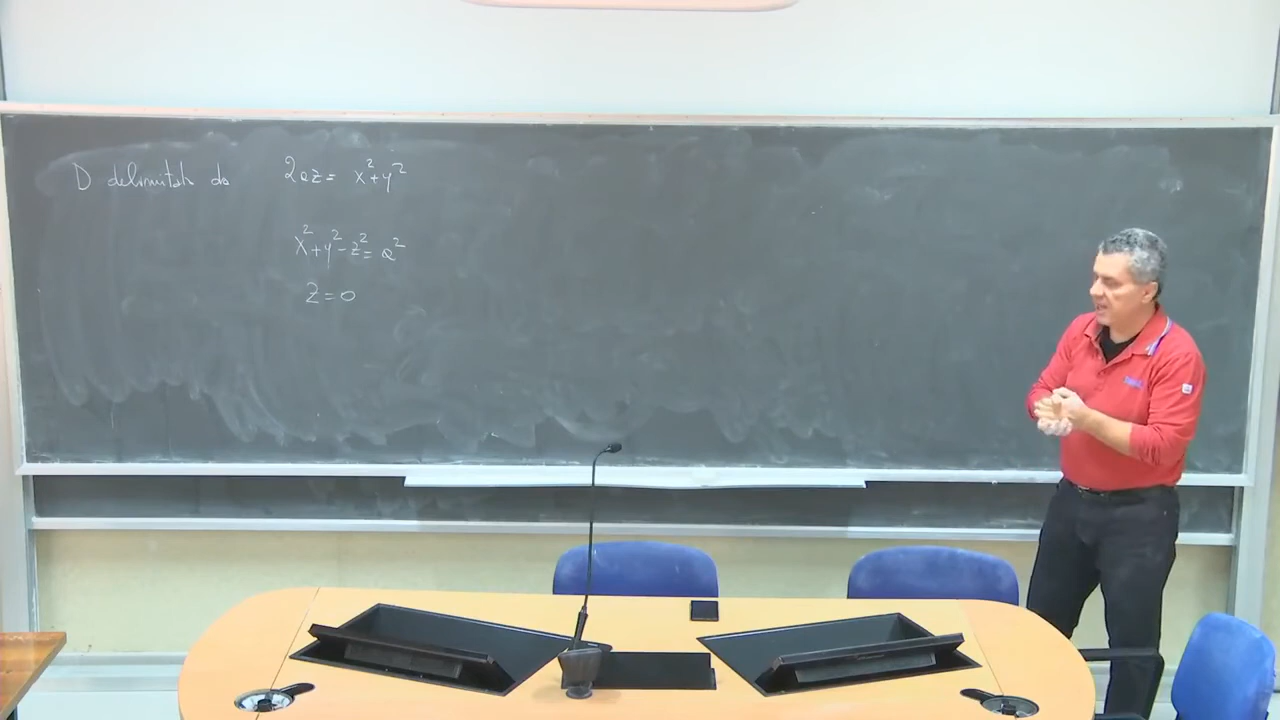 D delimitato da 2az = x²+y²
x²+y²-z²=a²
z=0